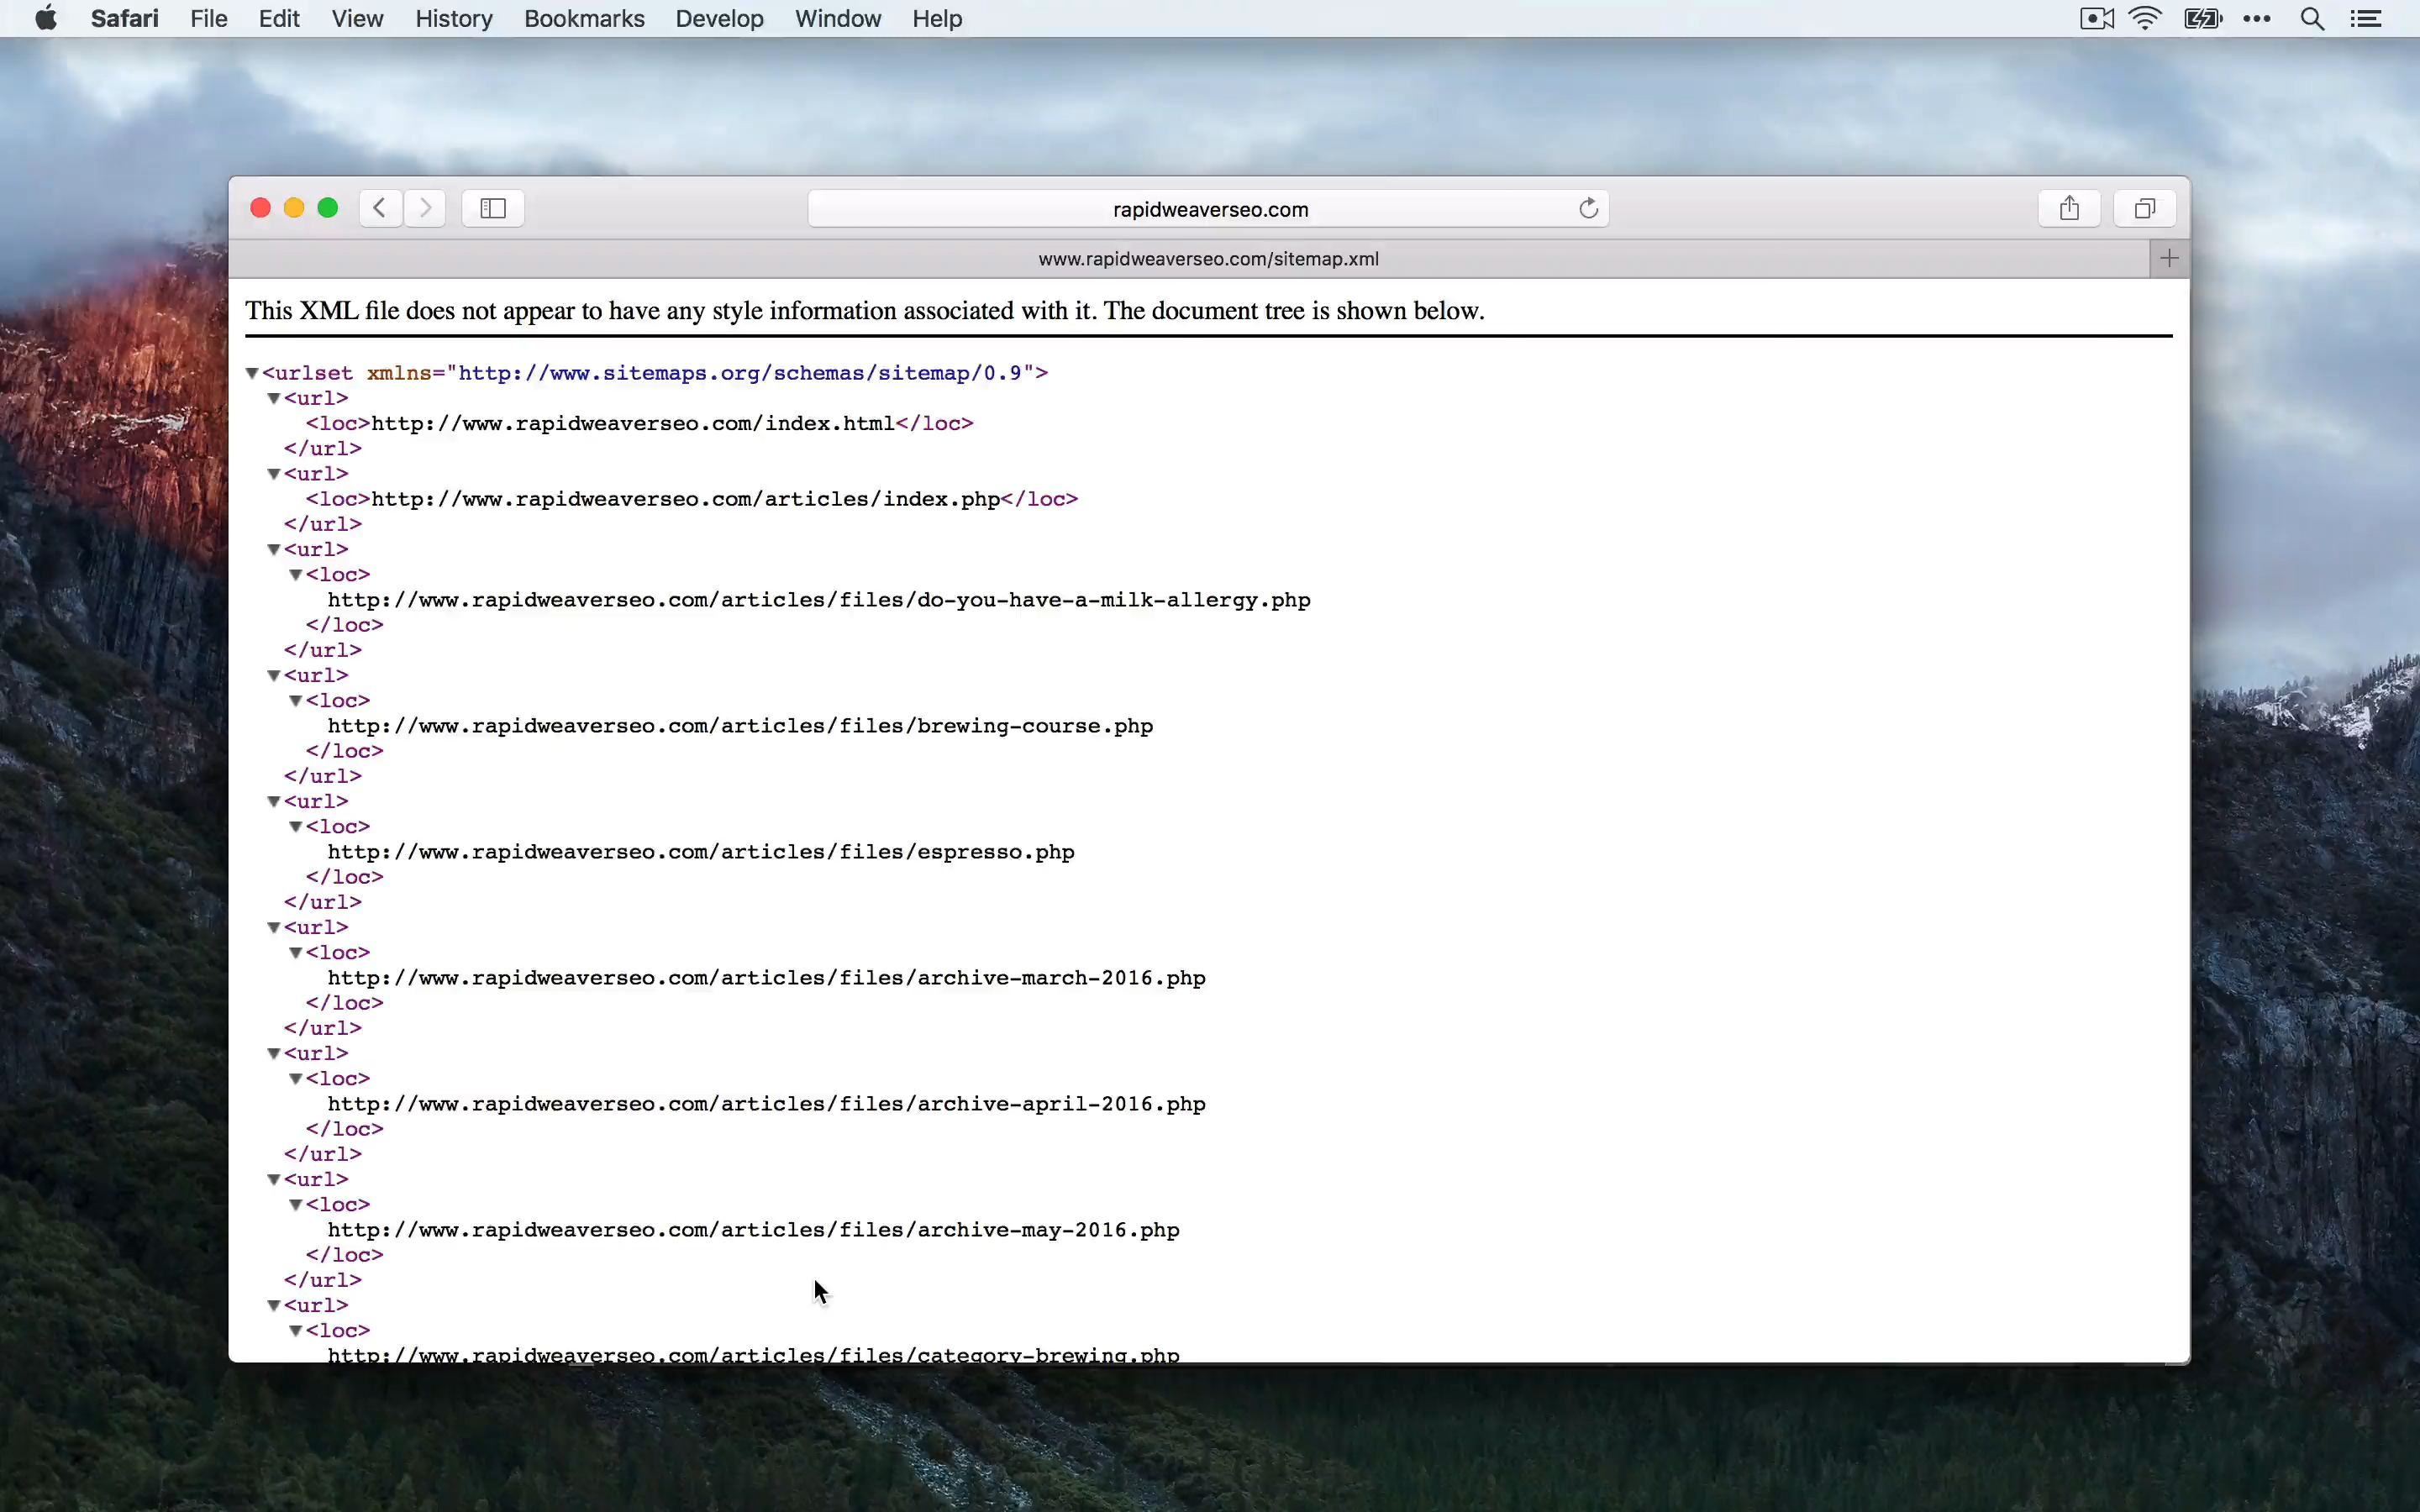 Safari File Edit View History Bookmarks Develop Window Help
rapidweaverseo.com
www.rapidweaverseo.com/sitemap.xml
This XML file does not appear to have any style information associated with it. The document tree is shown below.
<urlset xmlns="http://www.sitemaps.org/schemas/sitemap/0.9">
<url>
<loc>http://www.rapidweaverseo.com/index.html</loc>
</url>
<url>
<loc>http://www.rapidweaverseo.com/articles/index.php</loc>
</url>
<url>
<loc>
http://www.rapidweaverseo.com/articles/files/do-you-have-a-milk-allergy.php
</loc>
</url>
<url>
<loc>
http://www.rapidweaverseo.com/articles/files/brewing-course.php
</loc>
</url>
<url>
<loc>
http://www.rapidweaverseo.com/articles/files/espresso.php
</loc>
</url>
<url>
<loc>
http://www.rapidweaverseo.com/articles/files/archive-march-2016.php
</loc>
</url>
<url>
<loc>
http://www.rapidweaverseo.com/articles/files/archive-april-2016.php
</loc>
</url>
<url>
<loc>
http://www.rapidweaverseo.com/articles/files/archive-may-2016.php
</loc>
</url>
<url>
<loc>
http://www.rapidweaverseo.com/articles/files/category-brewing.php